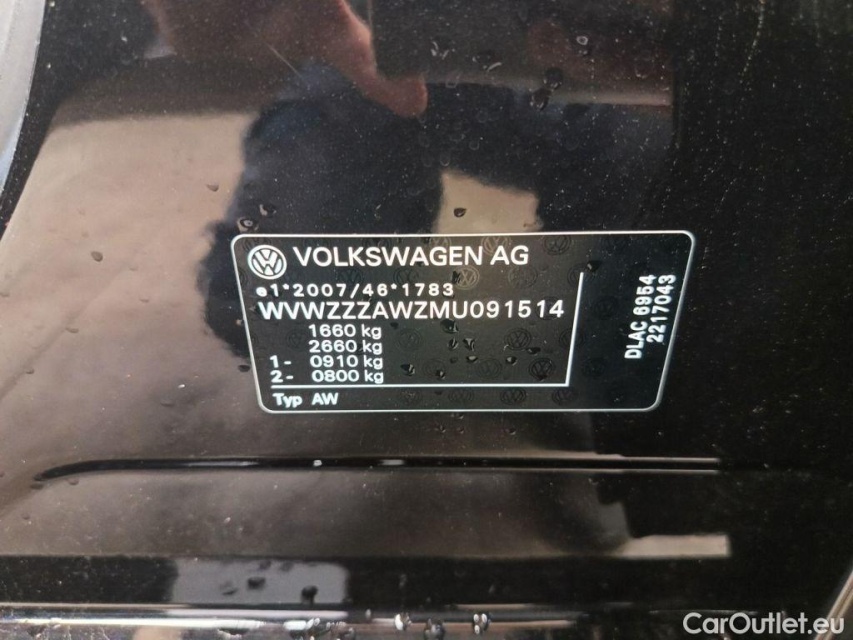 VOLKSWAGEN AG
e1*2007/46*1783
WVWZZZAWZMU091514
1660 kg
2660 kg
1- 0910 kg
2- 0800 kg
Typ AW
DLAC 6954
2217043
CarOutlet.eu